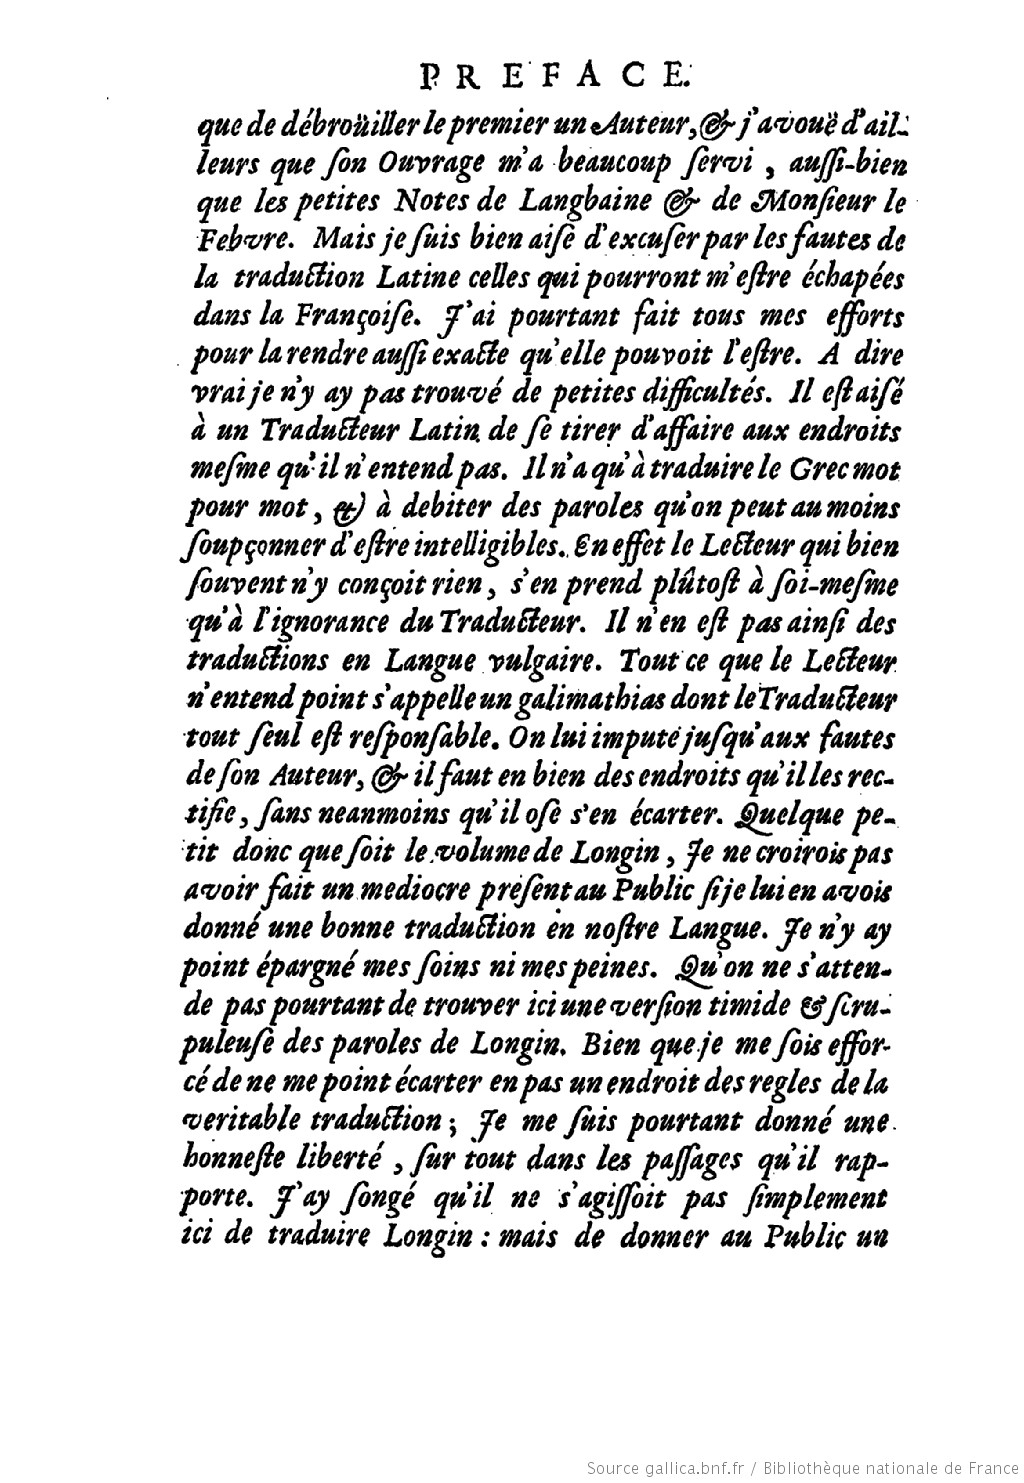 PREFACE.
que de débroüiller le premier un Auteur, & j'avouë d'ail-
leurs que ſon Ouvrage m'a beaucoup ſervi, auſſi-bien
que les petites Notes de Langbaine & de Monſieur le
Febvre. Mais je ſuis bien aiſe d'excuſer par les fautes de
la traduction Latine celles qui pourront m'eſtre échapées
dans la Françoiſe. J'ai pourtant fait tous mes efforts
pour la rendre auſſi exacte qu'elle pouvoit l'eſtre. A dire
vrai je n'y ay pas trouvé de petites difficultés. Il eſt aiſé
à un Traducteur Latin de ſe tirer d'affaire aux endroits
meſme qu'il n'entend pas. Il n'a qu'à traduire le Grec mot
pour mot, & à debiter des paroles qu'on peut au moins
ſoupçonner d'eſtre intelligibles. En effet le Lecteur qui bien
ſouvent n'y conçoit rien, s'en prend plûtoſt à ſoi-meſme
qu'à l'ignorance du Traducteur. Il n'en eſt pas ainſi des
traductions en Langue vulgaire. Tout ce que le Lecteur
n'entend point s'appelle un galimathias dont le Traducteur
tout ſeul eſt reſponſable. On lui impute juſqu'aux fautes
de ſon Auteur, & il faut en bien des endroits qu'il les rec-
tifie, ſans neanmoins qu'il oſe s'en écarter. Quelque pe-
tit donc que ſoit le volume de Longin, Je ne croirois pas
avoir fait un mediocre preſent au Public ſi je lui en avois
donné une bonne traduction en noſtre Langue. Je n'y ay
point épargné mes ſoins ni mes peines. Qu'on ne s'atten-
de pas pourtant de trouver ici une verſion timide & ſcru-
puleuſe des paroles de Longin. Bien que je me ſois effor-
cé de ne me point écarter en pas un endroit des regles de la
veritable traduction; Je me ſuis pourtant donné une
honneſte liberté, ſur tout dans les paſſages qu'il rap-
porte. J'ay ſongé qu'il ne s'agiſſoit pas ſimplement
ici de traduire Longin : mais de donner au Public un
Source gallica.bnf.fr / Bibliothèque nationale de France